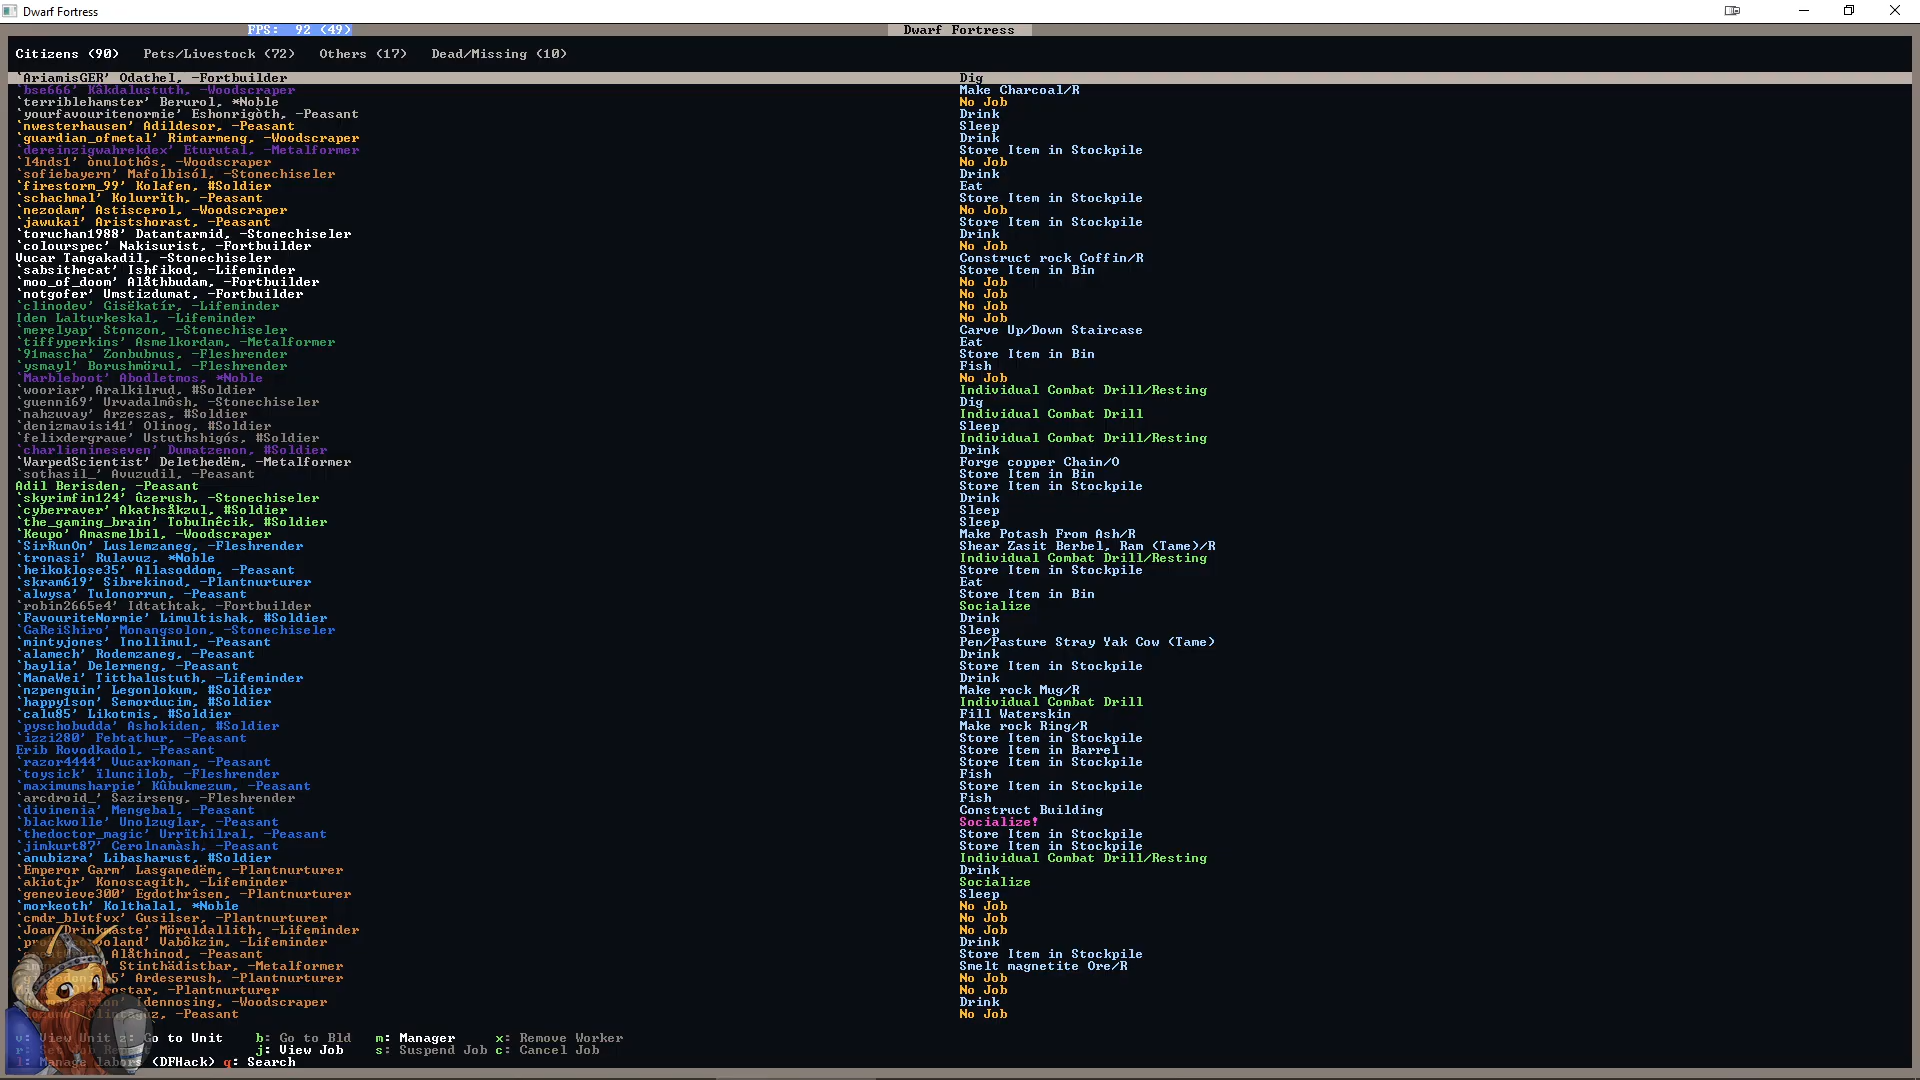 Dwarf Fortress
FPS: 92 (49) Dwarf Fortress
Citizens (90) Pets/Livestock (72) Others (17) Dead/Missing (10)
`AriamisGER' Odathel, -Fortbuilder Dig
`bse666' Kâkdalustuth, -Woodscraper Make Charcoal/R
`terriblehamster' Berurol, *Noble No Job
`yourfavouritenormie' Eshonrigòth, -Peasant Drink
`nwesterhausen' Adildesor, -Peasant Sleep
`guardian_ofmetal' Rimtarmeng, -Woodscraper Drink
`dereinzigwahrekdex' Eturutal, -Metalformer Store Item in Stockpile
`l4nds1' ònulothôs, -Woodscraper No Job
`sofiebayern' Mafolbisól, -Stonechiseler Drink
`firestorm_99' Kolafen, #Soldier Eat
`schachmal' Kolurrïth, -Peasant Store Item in Stockpile
`nezodam' Astiscerol, -Woodscraper No Job
`jawukai' Aristshorast, -Peasant Store Item in Stockpile
`toruchan1988' Datantarmid, -Stonechiseler Drink
`colourspec' Nakisurist, -Fortbuilder No Job
Vucar Tangakadil, -Stonechiseler Construct rock Coffin/R
`sabsithecat' Ishfikod, -Lifeminder Store Item in Bin
`moo_of_doom' Alåthbudam, -Fortbuilder No Job
`notgofer' Umstizdumat, -Fortbuilder No Job
`clinodev' Gisëkatír, -Lifeminder No Job
Iden Lalturkeskal, -Lifeminder No Job
`merelyap' Stonzon, -Stonechiseler Carve Up/Down Staircase
`tiffyperkins' Asmelkordam, -Metalformer Eat
`91mascha' Zonbubnus, -Fleshrender Store Item in Bin
`ysmayl' Borushmörul, -Fleshrender Fish
`Marbleboot' Abodletmos, *Noble No Job
`wooriar' Aralkilrud, #Soldier Individual Combat Drill/Resting
`guenni69' Urvadalmôsh, -Stonechiseler Dig
`nahzuvay' Arzeszas, #Soldier Individual Combat Drill
`denizmavisi41' Olinog, #Soldier Sleep
`felixdergraue' Ustuthshigós, #Soldier Individual Combat Drill/Resting
`charlienineseven' Dumatzenon, #Soldier Drink
`WarpedScientist' Delethedëm, -Metalformer Forge copper Chain/O
`sothasil_' Avuzudil, -Peasant Store Item in Bin
Adil Berisden, -Peasant Store Item in Stockpile
`skyrimfin124' ûzerush, -Stonechiseler Drink
`cyberraver' Akathsåkzul, #Soldier Sleep
`the_gaming_brain' Tobulnêcik, #Soldier Sleep
`Keupo' Amasmelbil, -Woodscraper Make Potash From Ash/R
`SirRunOn' Luslemzaneg, -Fleshrender Shear Zasit Berbel, Ram (Tame)/R
`tronasi' Rulavuz, *Noble Individual Combat Drill/Resting
`heikoklose35' Allasoddom, -Peasant Store Item in Stockpile
`skram619' Sibrekinod, -Plantnurturer Eat
`alwysa' Tulonorrun, -Peasant Store Item in Bin
`robin2665e4' Idtathtak, -Fortbuilder Socialize
`FavouriteNormie' Limultishak, #Soldier Drink
`GaReiShiro' Monangsolon, -Stonechiseler Sleep
`mintyjones' Inollimul, -Peasant Pen/Pasture Stray Yak Cow (Tame)
`alamech' Rodemzaneg, -Peasant Drink
`baylia' Delermeng, -Peasant Store Item in Stockpile
`ManaWei' Titthalustuth, -Lifeminder Drink
`nzpenguin' Legonlokum, #Soldier Make rock Mug/R
`happy1son' Semorducim, #Soldier Individual Combat Drill
`calu85' Likotmis, #Soldier Fill Waterskin
`pyschobudda' Ashokiden, #Soldier Make rock Ring/R
`izzi280' Febtathur, -Peasant Store Item in Stockpile
Erib Rovodkadol, -Peasant Store Item in Barrel
`razor4444' Vucarkoman, -Peasant Store Item in Stockpile
`toysick' ïluncilob, -Fleshrender Fish
`maximumsharpie' Kûbukmezum, -Peasant Store Item in Stockpile
`arcdroid_' Sazirseng, -Fleshrender Fish
`divinenia' Mengebal, -Peasant Construct Building
`blackwolle' Unolzuglar, -Peasant Socialize!
`thedoctor_magic' Urrïthilral, -Peasant Store Item in Stockpile
`jimkurt87' Cerolnamàsh, -Peasant Store Item in Stockpile
`anubizra' Libasharust, #Soldier Individual Combat Drill/Resting
`Emperor Garm' Lasganedëm, -Plantnurturer Drink
`akiotjr' Konoscagith, -Lifeminder Socialize
`genevieve300' Egdothrîsen, -Plantnurturer Sleep
`morkeoth' Kolthalal, *Noble No Job
`cmdr_blvtfvx' Gusilser, -Plantnurturer No Job
Möruldallith, -Lifeminder No Job
Vabôkzim, -Lifeminder Drink
Alåthinod, -Peasant Store Item in Stockpile
Stinthädistbar, -Metalformer Smelt magnetite Ore/R
Ardeserush, -Plantnurturer No Job
-Plantnurturer No Job
Idennosing, -Woodscraper Drink
-Peasant No Job
v: View Unit z: Go to Unit b: Go to Bld m: Manager x: Remove Worker
j: View Job s: Suspend Job c: Cancel Job
l: Manage labors (DFHack) q: Search